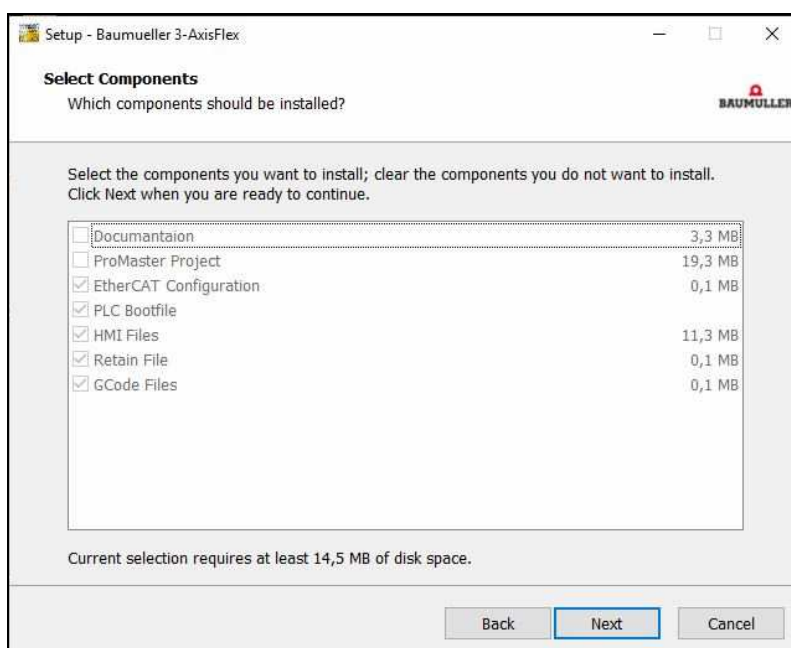 Setup - Baumueller 3-AxisFlex
Select Components
Which components should be installed?
BAUMULLER
Select the components you want to install; clear the components you do not want to install.
Click Next when you are ready to continue.
Documantaion 3,3 MB
ProMaster Project 19,3 MB
EtherCAT Configuration 0,1 MB
PLC Bootfile
HMI Files 11,3 MB
Retain File 0,1 MB
GCode Files 0,1 MB
Current selection requires at least 14,5 MB of disk space.
Back Next Cancel